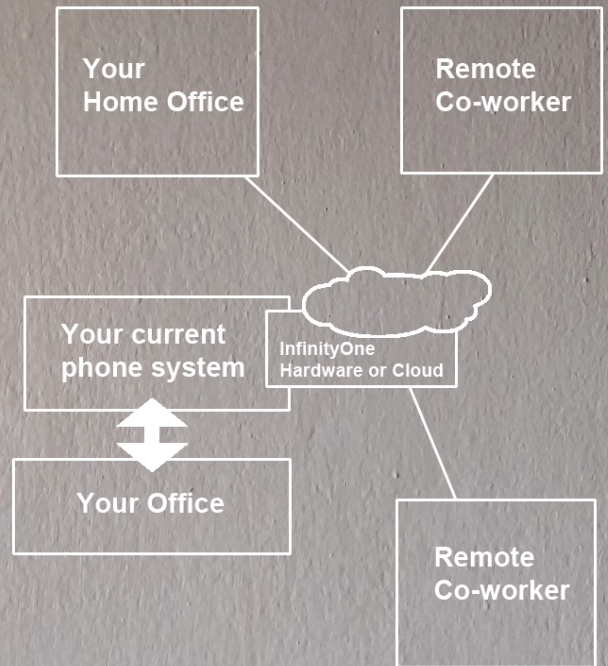 Your
Home Office
Remote
Co-worker
Your current
phone system
InfinityOne
Hardware or Cloud
Your Office
Remote
Co-worker